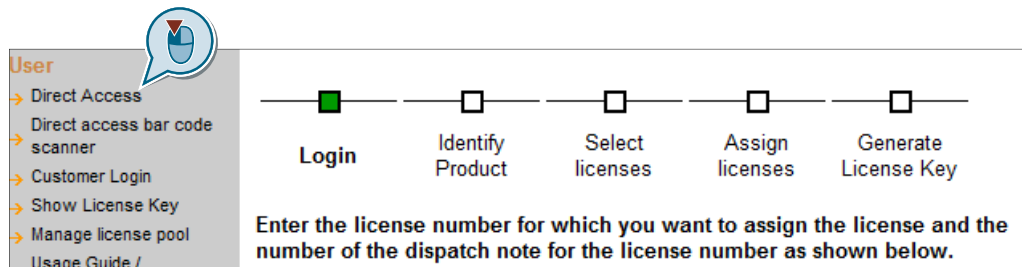 User
Direct Access
Direct access bar code
scanner
Customer Login
Show License Key
Manage license pool
Usage Guide /
Login
Identify
Product
Select
licenses
Assign
licenses
Generate
License Key
Enter the license number for which you want to assign the license and the
number of the dispatch note for the license number as shown below.